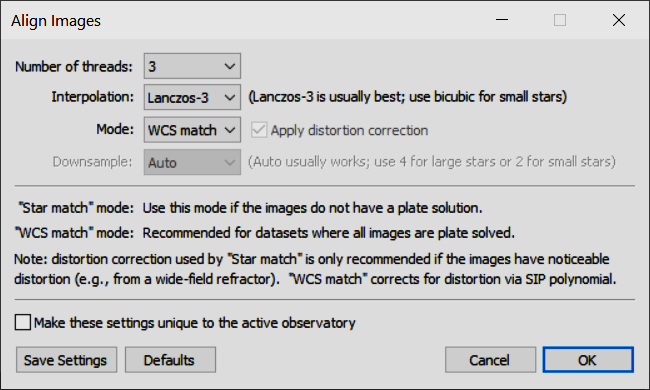 Align Images
Number of threads: 3
Interpolation: Lanczos-3 (Lanczos-3 is usually best; use bicubic for small stars)
Mode: WCS match Apply distortion correction
Downsample: Auto (Auto usually works; use 4 for large stars or 2 for small stars)
"Star match" mode: Use this mode if the images do not have a plate solution.
"WCS match" mode: Recommended for datasets where all images are plate solved.
Note: distortion correction used by "Star match" is only recommended if the images have noticeable
distortion (e.g., from a wide-field refractor). "WCS match" corrects for distortion via SIP polynomial.
Make these settings unique to the active observatory
Save Settings Defaults Cancel OK